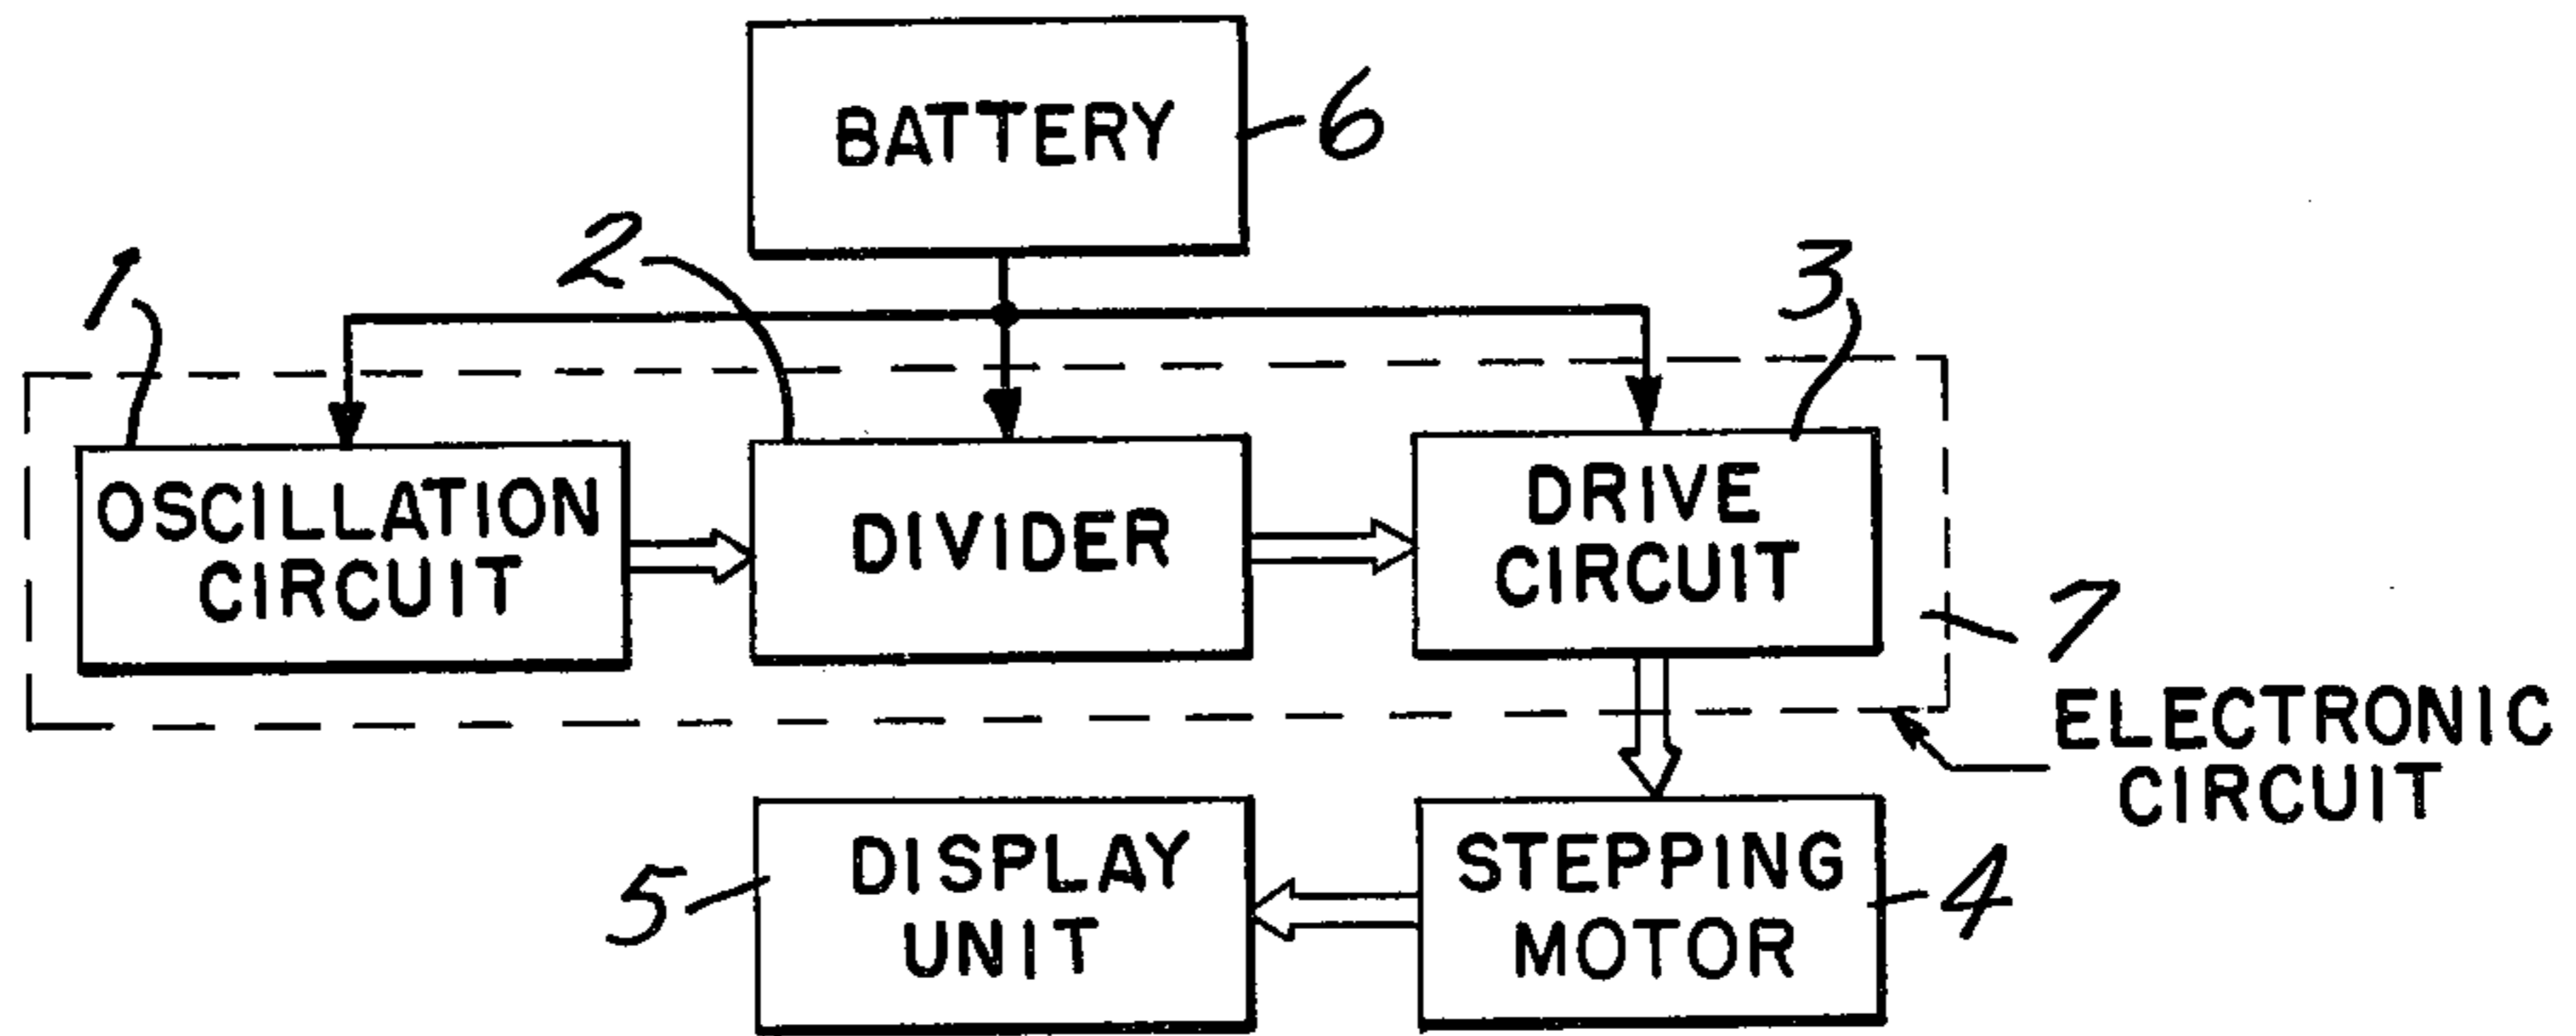 BATTERY
6
1
2
3
OSCILLATION
CIRCUIT
DIVIDER
DRIVE
CIRCUIT
7
ELECTRONIC
CIRCUIT
5
DISPLAY
UNIT
STEPPING
MOTOR
4